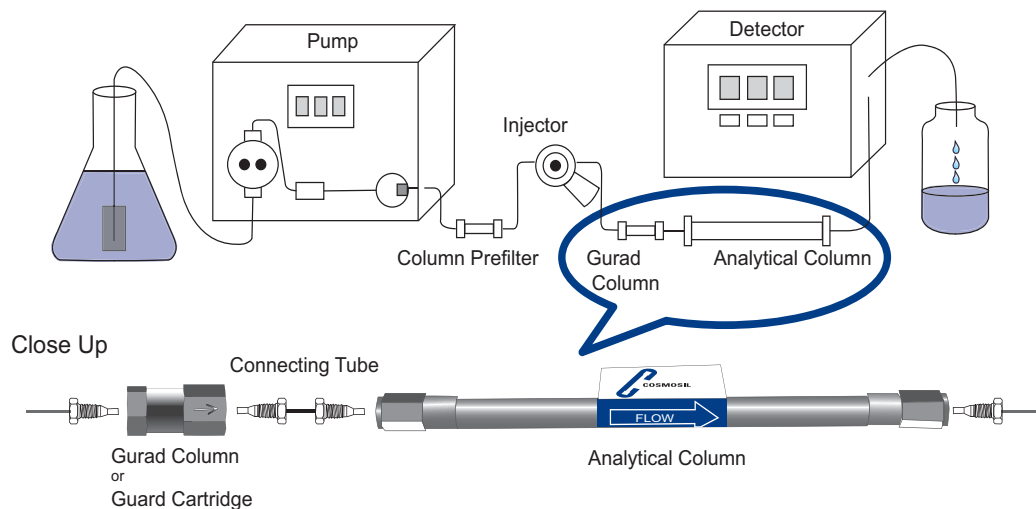 Pump
Detector
Injector
Column Prefilter
Gurad
Column
Analytical Column
Close Up
Connecting Tube
COSMOSIL
FLOW
Gurad Column
or
Guard Cartridge
Analytical Column